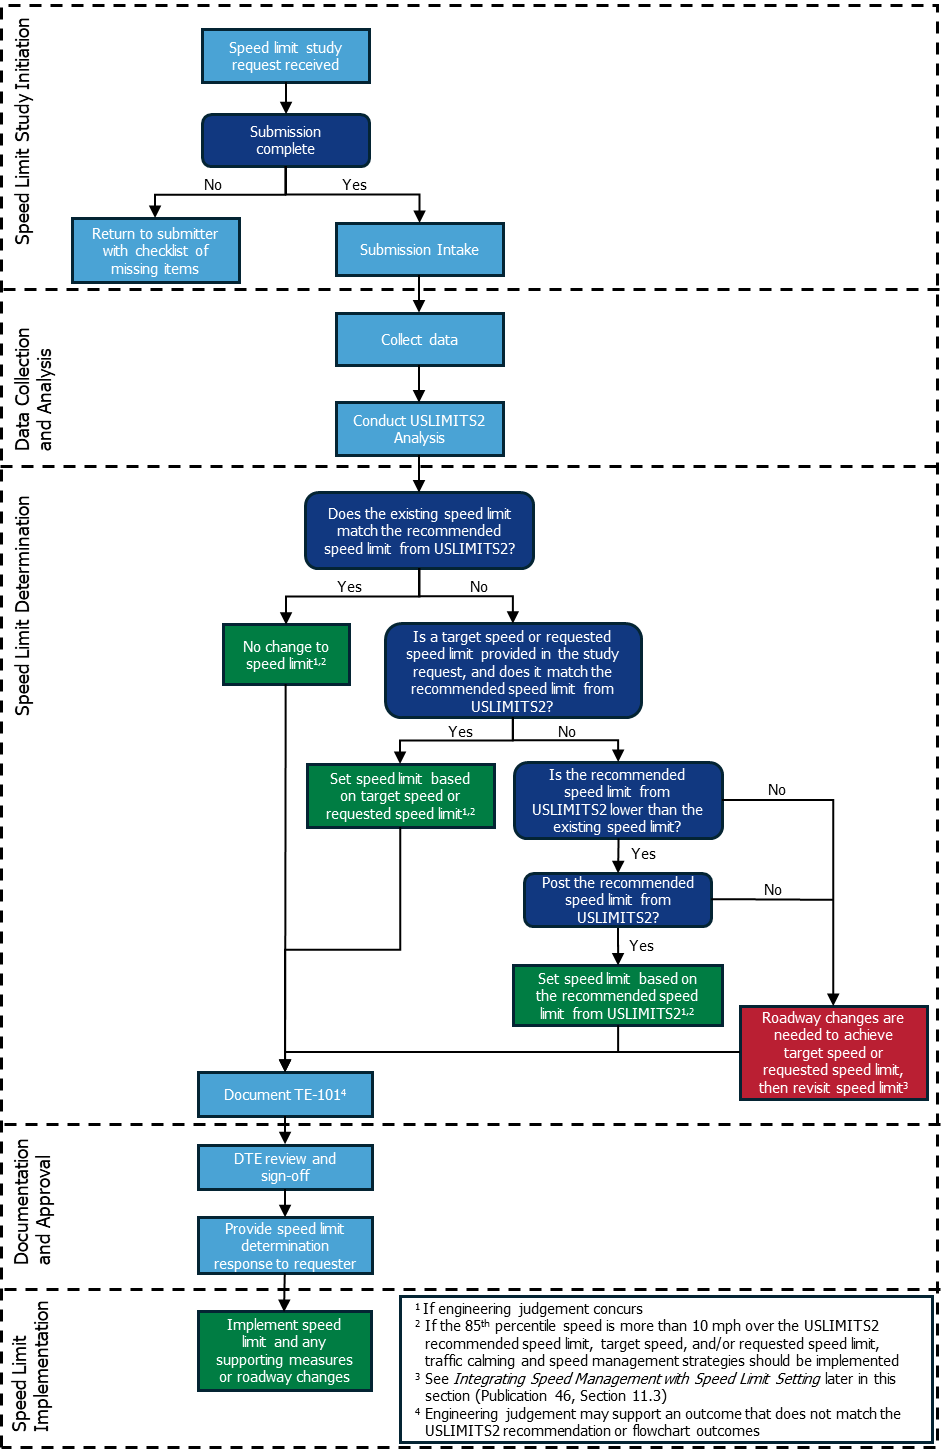 Speed Limit Study Initiation
Speed limit study
request received
Submission
complete
No
Yes
Return to submitter
with checklist of
missing items
Submission Intake
Data Collection
and Analysis
Collect data
Conduct USLIMITS2
Analysis
Speed Limit Determination
Does the existing speed limit
match the recommended
speed limit from USLIMITS2?
Yes
No
No change to
speed limit¹,²
Is a target speed or requested
speed limit provided in the study
request, and does it match the
recommended speed limit from
USLIMITS2?
Yes
No
Set speed limit based
on target speed or
requested speed limit¹,²
Is the recommended
speed limit from
USLIMITS2 lower than the
existing speed limit?
No
Yes
Post the recommended
speed limit from
USLIMITS2?
No
Yes
Set speed limit based on
the recommended speed
limit from USLIMITS2¹,²
Roadway changes are
needed to achieve
target speed or
requested speed limit,
then revisit speed limit³
Document TE-101⁴
Documentation
and Approval
DTE review and
sign-off
Provide speed limit
determination
response to requester
Speed Limit
Implementation
Implement speed
limit and any
supporting measures
or roadway changes
¹ If engineering judgement concurs
² If the 85th percentile speed is more than 10 mph over the USLIMITS2
recommended speed limit, target speed, and/or requested speed limit,
traffic calming and speed management strategies should be implemented
³ See Integrating Speed Management with Speed Limit Setting later in this
section (Publication 46, Section 11.3)
⁴ Engineering judgement may support an outcome that does not match the
USLIMITS2 recommendation or flowchart outcomes